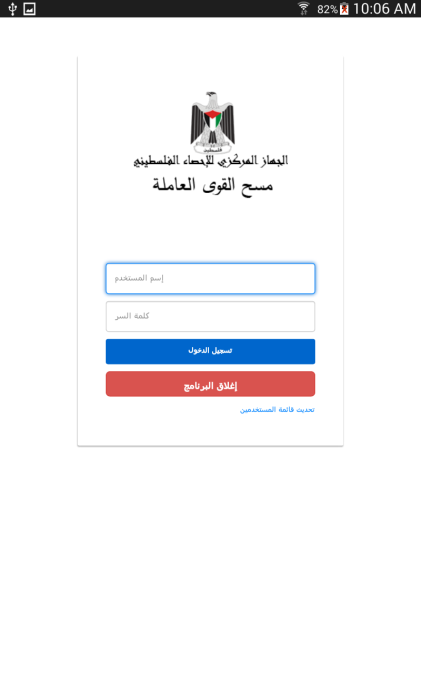 82% 10:06 AM
فلسطين
الجهاز المركزي للإحصاء الفلسطيني
مسح القوى العاملة
إسم المستخدم
كلمة السر
تسجيل الدخول
إغلاق البرنامج
تحديث قائمة المستخدمين